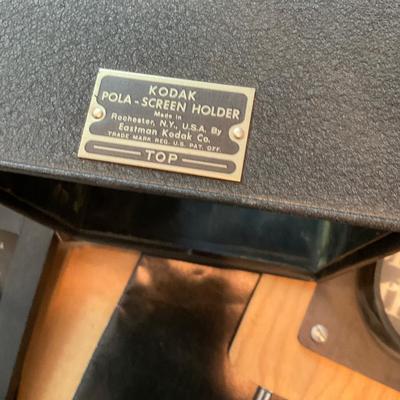 KODAK
POLA-SCREEN HOLDER
Made in
Rochester, N.Y., U.S.A. By
Eastman Kodak Co.
TRADE MARK REG. U.S. PAT. OFF.
TOP